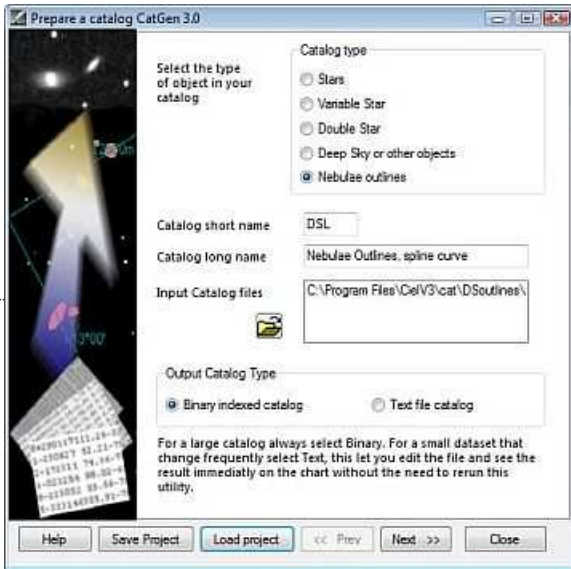 Prepare a catalog CatGen 3.0
Select the type
of object in your
catalog
Catalog type
Stars
Variable Star
Double Star
Deep Sky or other objects
Nebulae outlines
Catalog short name
DSL
Catalog long name
Nebulae Outlines, spline curve
Input Catalog files
C:\Program Files\CielV3\cat\DSoutlines\
Output Catalog Type
Binary indexed catalog
Text file catalog
For a large catalog always select Binary. For a small dataset that
change frequently select Text, this let you edit the file and see the
result immediatly on the chart without the need to rerun this
utility.
Help
Save Project
Load project
<< Prev
Next >>
Close